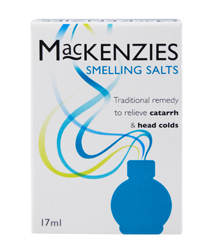 MACKENZIES
SMELLING SALTS
Traditional remedy
to relieve catarrh
& head colds
17ml